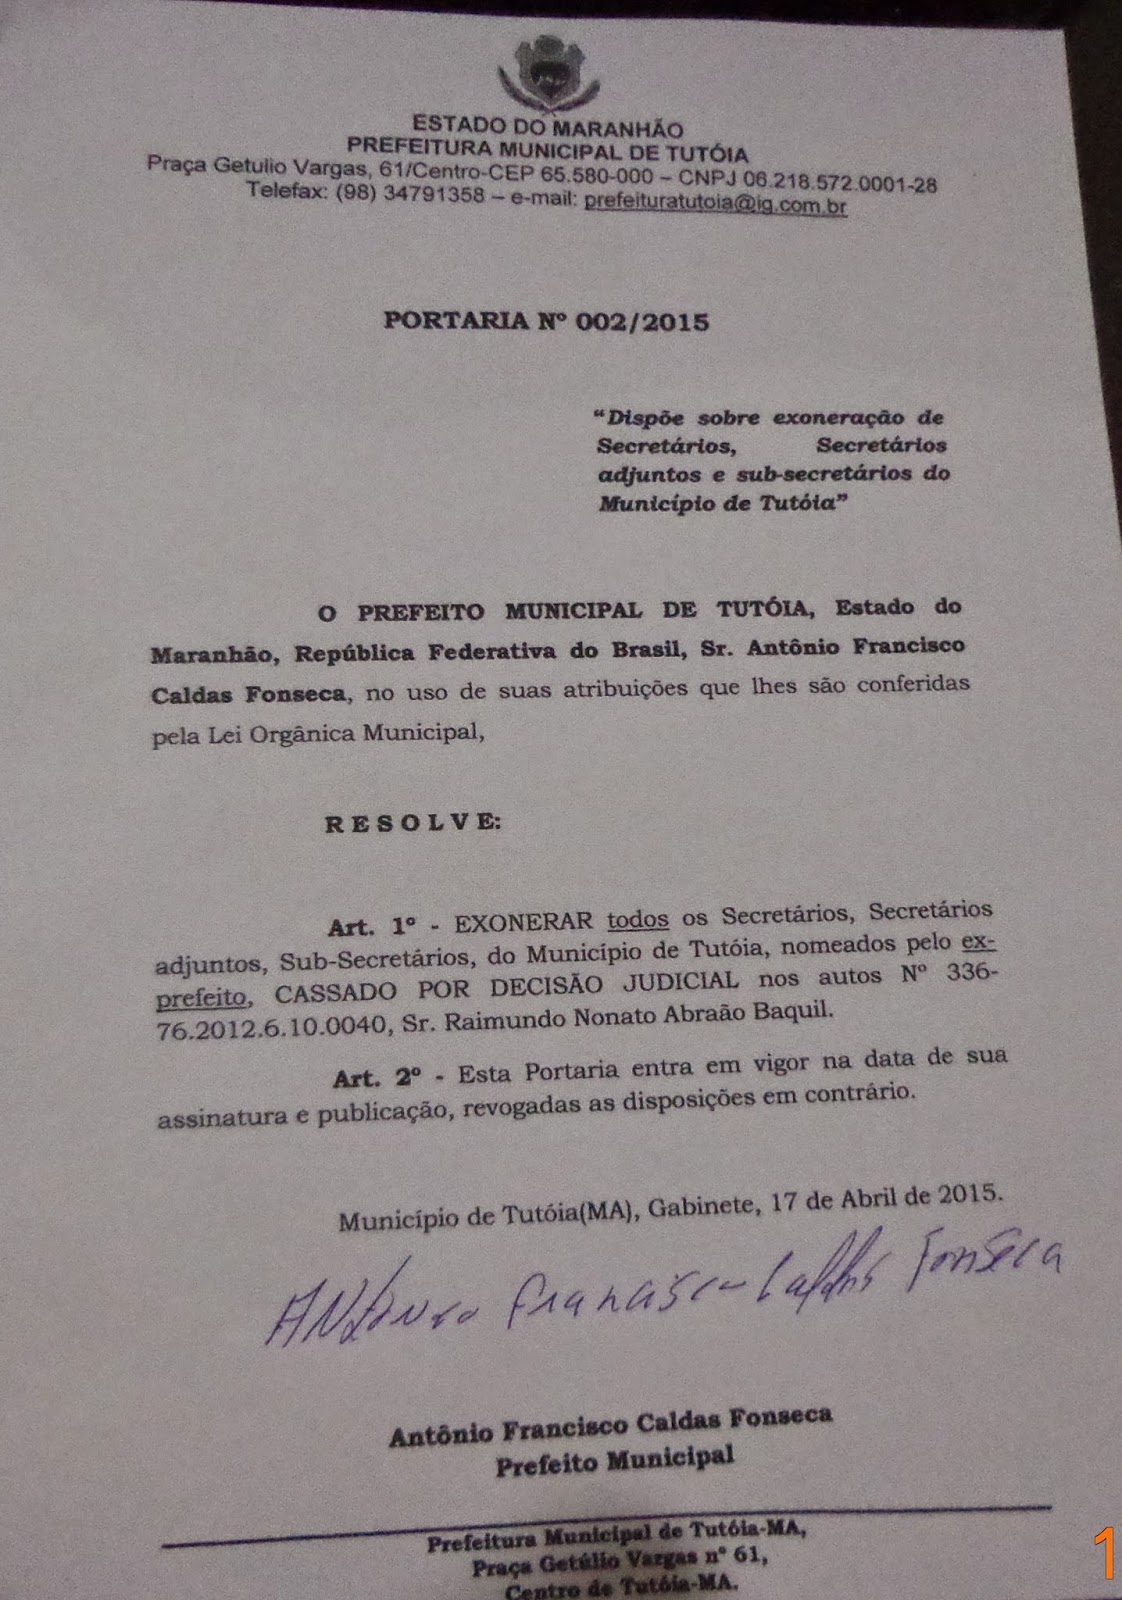 ESTADO DO MARANHÃO
PREFEITURA MUNICIPAL DE TUTÓIA
Praça Getulio Vargas, 61/Centro-CEP 65.580-000 – CNPJ 06.218.572.0001-28
Telefax: (98) 34791358 – e-mail: prefeituratutoia@ig.com.br
PORTARIA Nº 002/2015
“Dispõe sobre exoneração de
Secretários, Secretários
adjuntos e sub-secretários do
Município de Tutóia”
O PREFEITO MUNICIPAL DE TUTÓIA, Estado do
Maranhão, República Federativa do Brasil, Sr. Antônio Francisco
Caldas Fonseca, no uso de suas atribuições que lhes são conferidas
pela Lei Orgânica Municipal,
R E S O L V E:
Art. 1º - EXONERAR todos os Secretários, Secretários
adjuntos, Sub-Secretários, do Município de Tutóia, nomeados pelo ex-
prefeito, CASSADO POR DECISÃO JUDICIAL nos autos Nº 336-
76.2012.6.10.0040, Sr. Raimundo Nonato Abraão Baquil.
Art. 2º - Esta Portaria entra em vigor na data de sua
assinatura e publicação, revogadas as disposições em contrário.
Município de Tutóia(MA), Gabinete, 17 de Abril de 2015.
Antonio Francisco Caldas Fonseca
Antônio Francisco Caldas Fonseca
Prefeito Municipal
Prefeitura Municipal de Tutóia-MA,
Praça Getúlio Vargas nº 61,
Centro de Tutóia-MA.
1